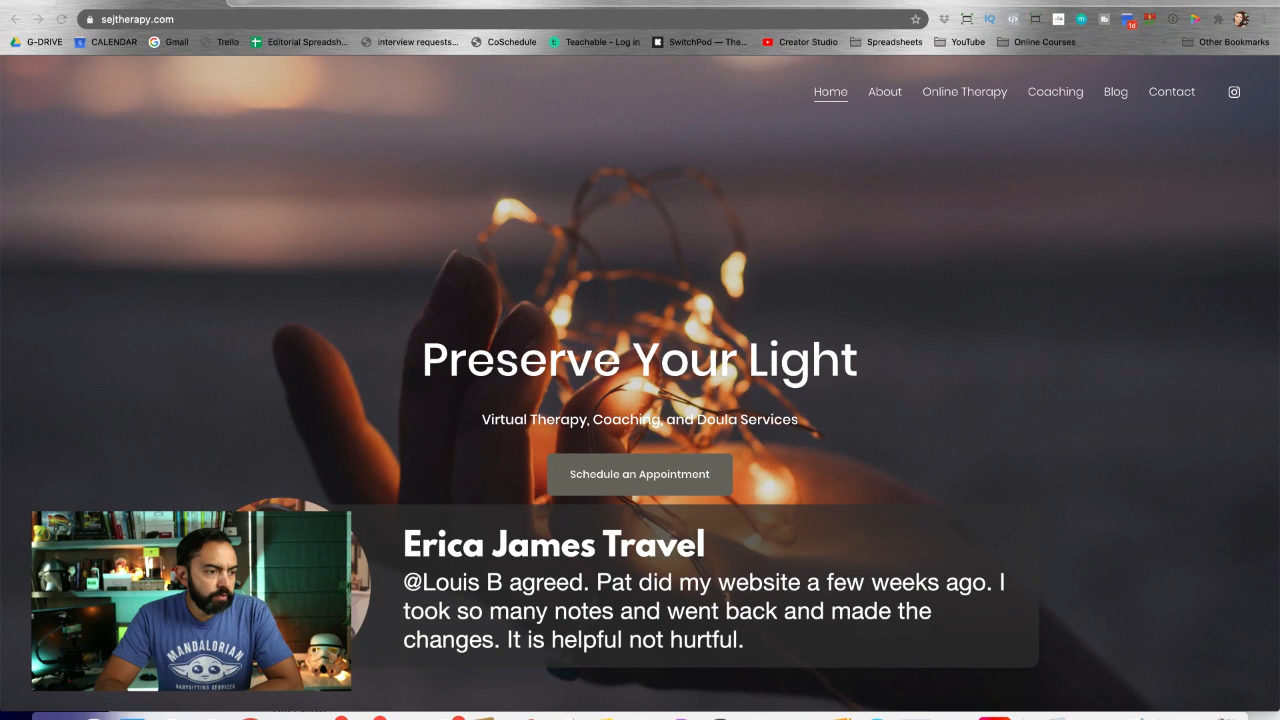 sejtherapy.com
G-DRIVE CALENDAR Gmail Trello Editorial Spreadsh... interview requests... CoSchedule Teachable - Log in SwitchPod — The... Creator Studio Spreadsheets YouTube Online Courses Other Bookmarks
Home About Online Therapy Coaching Blog Contact
Preserve Your Light
Virtual Therapy, Coaching, and Doula Services
Schedule an Appointment
Erica James Travel
@Louis B agreed. Pat did my website a few weeks ago. I
took so many notes and went back and made the
changes. It is helpful not hurtful.
MANDALORIAN
BABYSITTING SERVICES